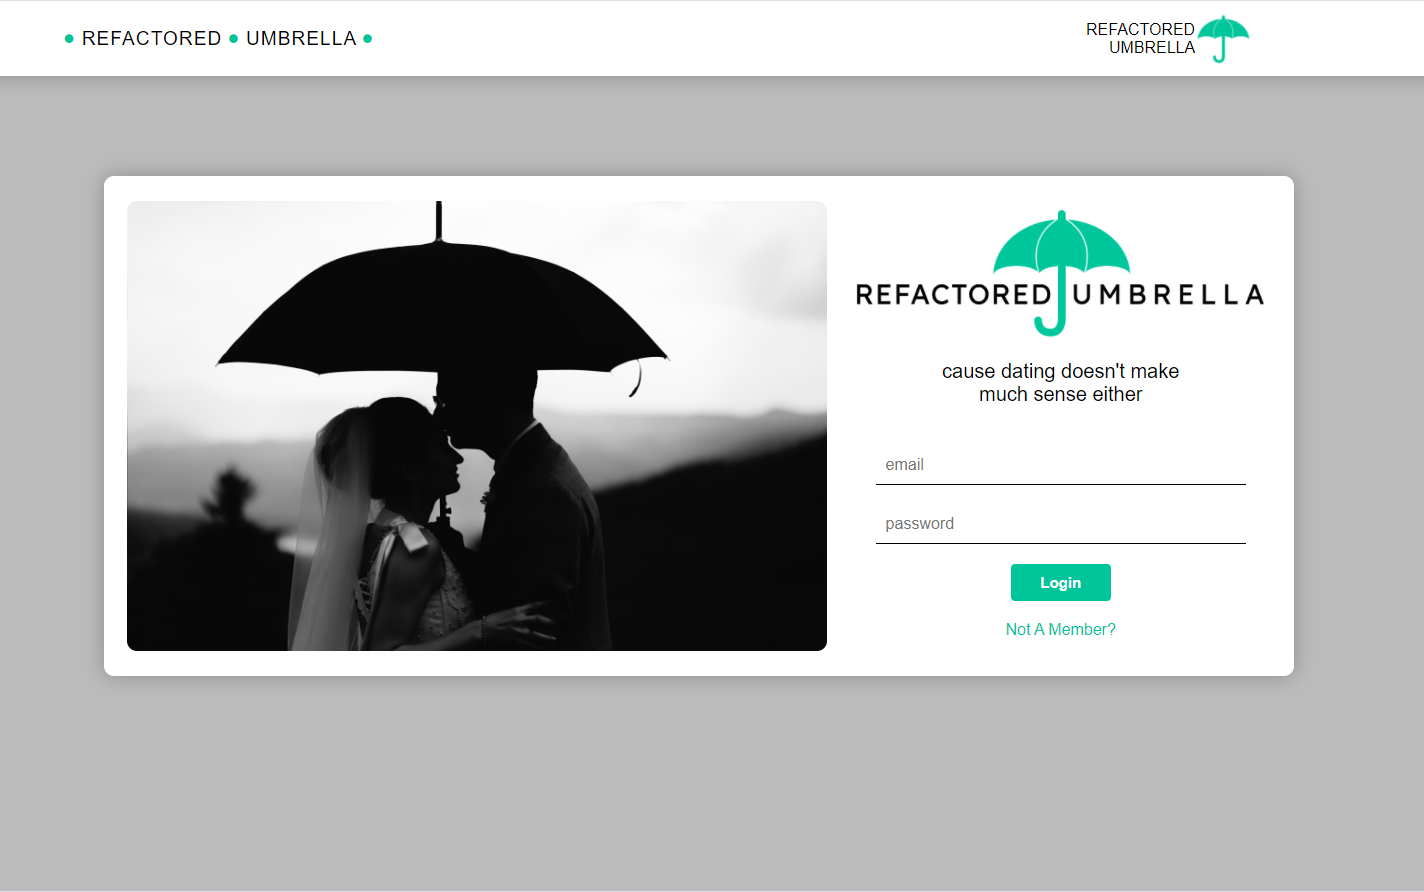 REFACTORED UMBRELLA
REFACTORED
UMBRELLA
REFACTORED UMBRELLA
cause dating doesn't make
much sense either
email
password
Login
Not A Member?